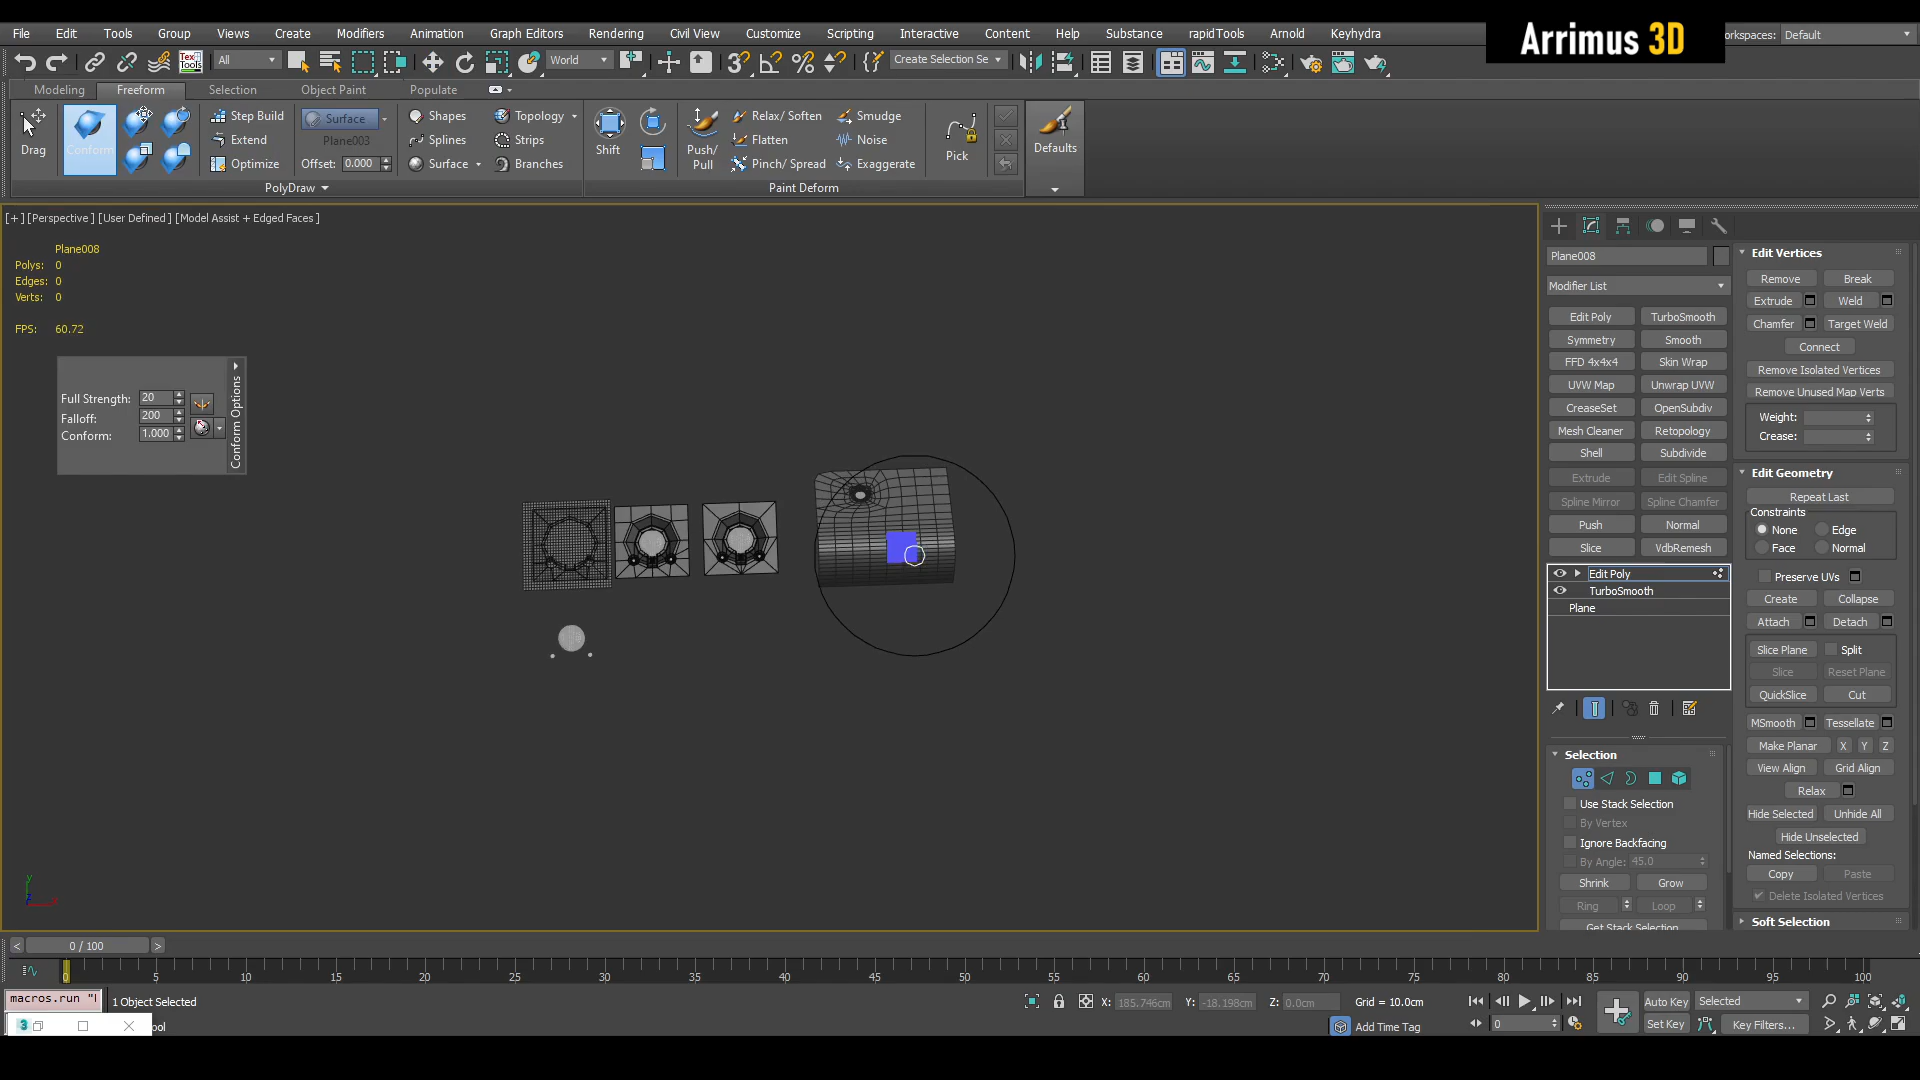 File Edit Tools Group Views Create Modifiers Animation Graph Editors Rendering Civil View Customize Scripting Interactive Content Help Substance rapidTools Arnold Keyhydra
Arrimus 3D
orkspaces: Default
Tex Tools
All
World
Create Selection Se
Modeling Freeform Selection Object Paint Populate
Drag
Conform
Step Build
Extend
Optimize
Surface
Plane003
Offset: 0.000
Shapes
Splines
Surface
Topology
Strips
Branches
Shift
Push/
Pull
Relax/ Soften
Flatten
Pinch/ Spread
Smudge
Noise
Exaggerate
Pick
Defaults
PolyDraw
Paint Deform
[+] [Perspective] [User Defined] [Model Assist + Edged Faces]
Plane008
Polys: 0
Edges: 0
Verts: 0
FPS: 60.72
Full Strength: 20
Falloff: 200
Conform: 1.000
Conform Options
Plane008
Modifier List
Edit Poly TurboSmooth
Symmetry Smooth
FFD 4x4x4 Skin Wrap
UVW Map Unwrap UVW
CreaseSet OpenSubdiv
Mesh Cleaner Retopology
Shell Subdivide
Extrude Edit Spline
Spline Mirror Spline Chamfer
Push Normal
Slice VdbRemesh
Edit Poly
TurboSmooth
Plane
Selection
Use Stack Selection
By Vertex
Ignore Backfacing
By Angle: 45.0
Shrink Grow
Ring Loop
Get Stack Selection
Edit Vertices
Remove Break
Extrude Weld
Chamfer Target Weld
Connect
Remove Isolated Vertices
Remove Unused Map Verts
Weight:
Crease:
Edit Geometry
Repeat Last
Constraints
None Edge
Face Normal
Preserve UVs
Create Collapse
Attach Detach
Slice Plane Split
Slice Reset Plane
QuickSlice Cut
MSmooth Tessellate
Make Planar X Y Z
View Align Grid Align
Relax
Hide Selected Unhide All
Hide Unselected
Named Selections:
Copy Paste
Delete Isolated Vertices
Soft Selection
< 0 / 100 >
0 5 10 15 20 25 30 35 40 45 50 55 60 65 70 75 80 85 90 95 100
macros.run "
1 Object Selected
X: 185.746cm Y: -18.198cm Z: 0.0cm Grid = 10.0cm
Auto Key Selected
3
ool
Add Time Tag
0
Set Key Key Filters...